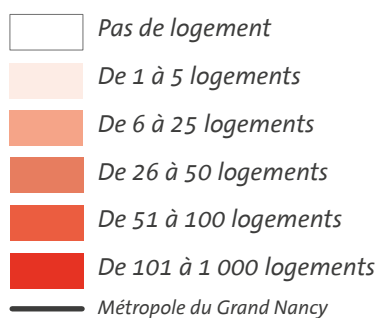 Pas de logement
De 1 à 5 logements
De 6 à 25 logements
De 26 à 50 logements
De 51 à 100 logements
De 101 à 1 000 logements
Métropole du Grand Nancy